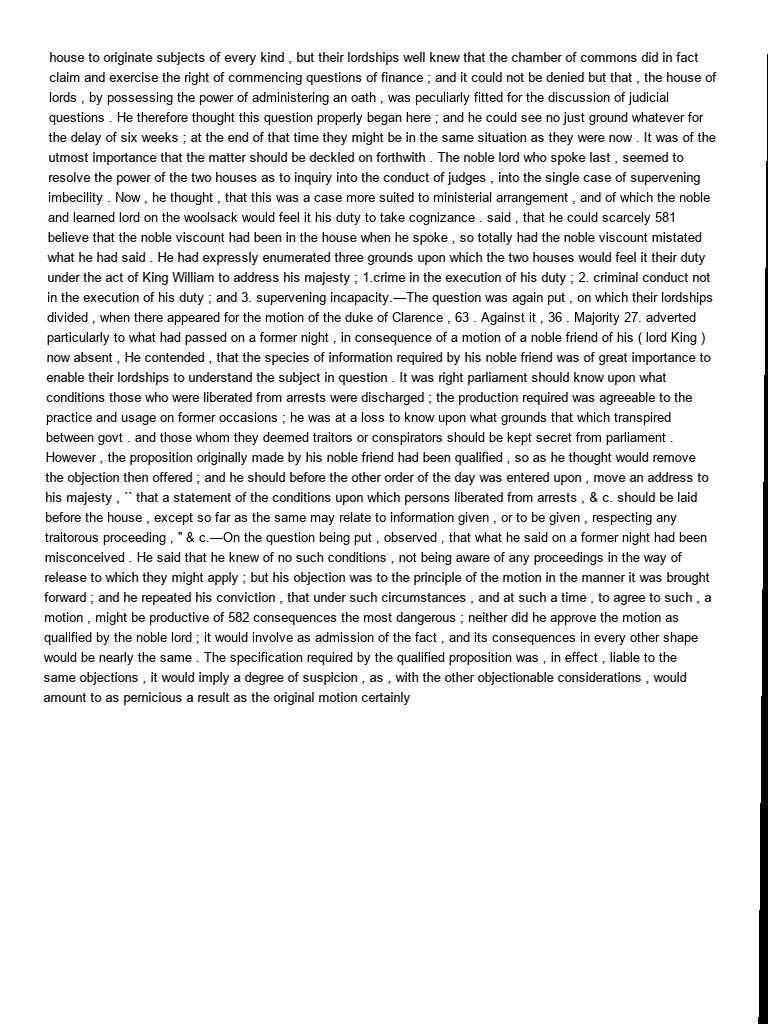 house to originate subjects of every kind , but their lordships well knew that the chamber of commons did in fact
claim and exercise the right of commencing questions of finance ; and it could not be denied but that , the house of
lords , by possessing the power of administering an oath , was peculiarly fitted for the discussion of judicial
questions . He therefore thought this question properly began here ; and he could see no just ground whatever for
the delay of six weeks ; at the end of that time they might be in the same situation as they were now . It was of the
utmost importance that the matter should be deckled on forthwith . The noble lord who spoke last , seemed to
resolve the power of the two houses as to inquiry into the conduct of judges , into the single case of supervening
imbecility . Now , he thought , that this was a case more suited to ministerial arrangement , and of which the noble
and learned lord on the woolsack would feel it his duty to take cognizance . said , that he could scarcely 581
believe that the noble viscount had been in the house when he spoke , so totally had the noble viscount mistated
what he had said . He had expressly enumerated three grounds upon which the two houses would feel it their duty
under the act of King William to address his majesty ; 1.crime in the execution of his duty ; 2. criminal conduct not
in the execution of his duty ; and 3. supervening incapacity.—The question was again put , on which their lordships
divided , when there appeared for the motion of the duke of Clarence , 63 . Against it , 36 . Majority 27. adverted
particularly to what had passed on a former night , in consequence of a motion of a noble friend of his ( lord King )
now absent , He contended , that the species of information required by his noble friend was of great importance to
enable their lordships to understand the subject in question . It was right parliament should know upon what
conditions those who were liberated from arrests were discharged ; the production required was agreeable to the
practice and usage on former occasions ; he was at a loss to know upon what grounds that which transpired
between govt . and those whom they deemed traitors or conspirators should be kept secret from parliament .
However , the proposition originally made by his noble friend had been qualified , so as he thought would remove
the objection then offered ; and he should before the other order of the day was entered upon , move an address to
his majesty , `` that a statement of the conditions upon which persons liberated from arrests , & c. should be laid
before the house , except so far as the same may relate to information given , or to be given , respecting any
traitorous proceeding , " & c.—On the question being put , observed , that what he said on a former night had been
misconceived . He said that he knew of no such conditions , not being aware of any proceedings in the way of
release to which they might apply ; but his objection was to the principle of the motion in the manner it was brought
forward ; and he repeated his conviction , that under such circumstances , and at such a time , to agree to such , a
motion , might be productive of 582 consequences the most dangerous ; neither did he approve the motion as
qualified by the noble lord ; it would involve as admission of the fact , and its consequences in every other shape
would be nearly the same . The specification required by the qualified proposition was , in effect , liable to the
same objections , it would imply a degree of suspicion , as , with the other objectionable considerations , would
amount to as pernicious a result as the original motion certainly